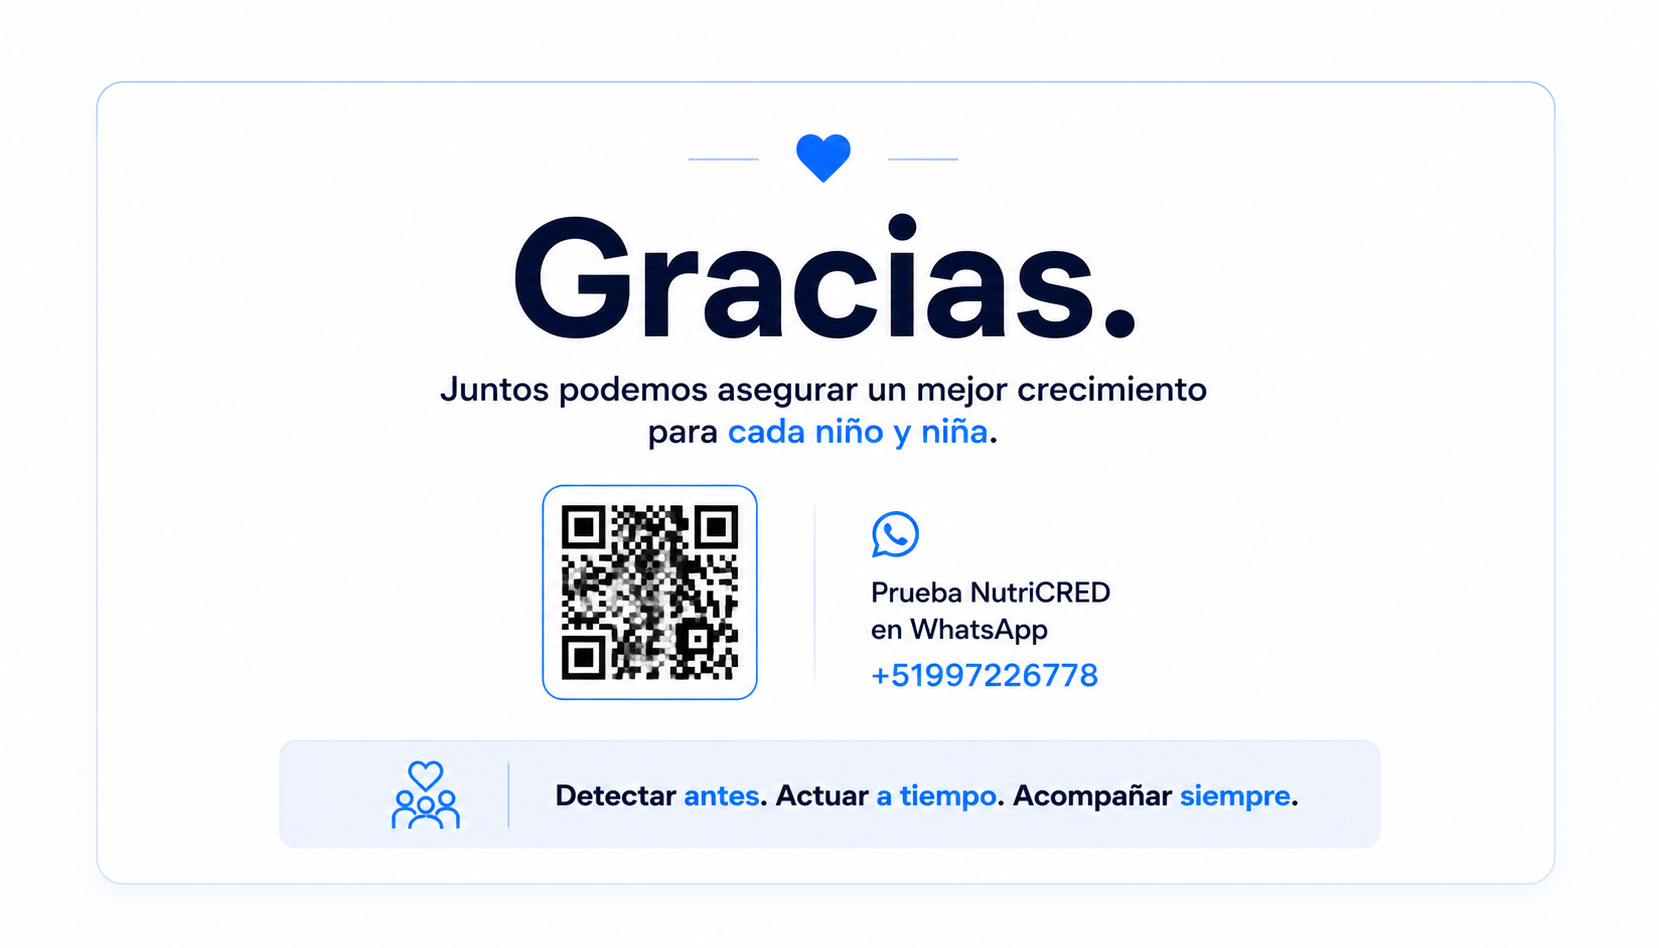 Gracias.
Juntos podemos asegurar un mejor crecimiento
para cada niño y niña.
Prueba NutriCRED
en WhatsApp
+51997226778
Detectar antes. Actuar a tiempo. Acompañar siempre.